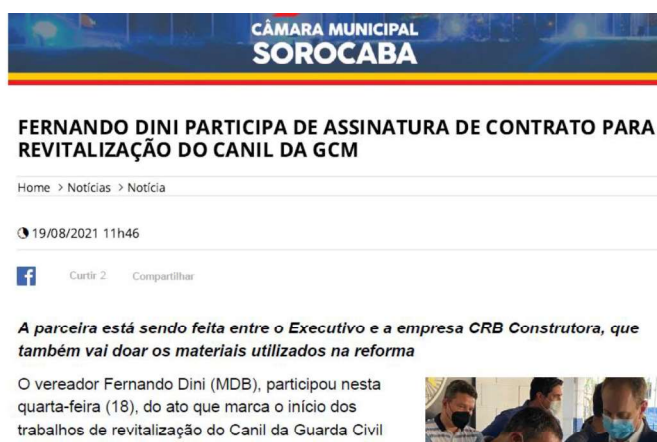 CÂMARA MUNICIPAL
SOROCABA
FERNANDO DINI PARTICIPA DE ASSINATURA DE CONTRATO PARA
REVITALIZAÇÃO DO CANIL DA GCM
Home > Notícias > Notícia
19/08/2021 11h46
f
Curtir 2 Compartilhar
A parceira está sendo feita entre o Executivo e a empresa CRB Construtora, que
também vai doar os materiais utilizados na reforma
O vereador Fernando Dini (MDB), participou nesta
quarta-feira (18), do ato que marca o início dos
trabalhos de revitalização do Canil da Guarda Civil